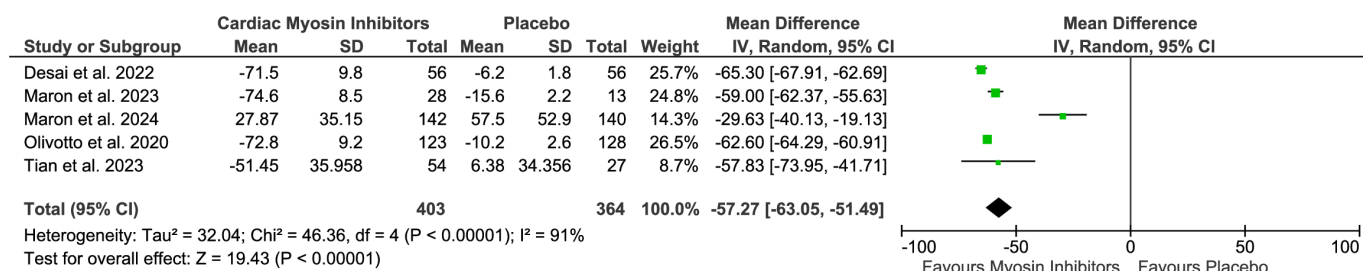 Cardiac Myosin Inhibitors Placebo Mean Difference Mean Difference
Study or Subgroup Mean SD Total Mean SD Total Weight IV, Random, 95% CI IV, Random, 95% CI
Desai et al. 2022 -71.5 9.8 56 -6.2 1.8 56 25.7% -65.30 [-67.91, -62.69]
Maron et al. 2023 -74.6 8.5 28 -15.6 2.2 13 24.8% -59.00 [-62.37, -55.63]
Maron et al. 2024 27.87 35.15 142 57.5 52.9 140 14.3% -29.63 [-40.13, -19.13]
Olivotto et al. 2020 -72.8 9.2 123 -10.2 2.6 128 26.5% -62.60 [-64.29, -60.91]
Tian et al. 2023 -51.45 35.958 54 6.38 34.356 27 8.7% -57.83 [-73.95, -41.71]
Total (95% CI) 403 364 100.0% -57.27 [-63.05, -51.49]
Heterogeneity: Tau² = 32.04; Chi² = 46.36, df = 4 (P < 0.00001); I² = 91%
Test for overall effect: Z = 19.43 (P < 0.00001)
-100 -50 0 50 100
Favours Myosin Inhibitors Favours Placebo